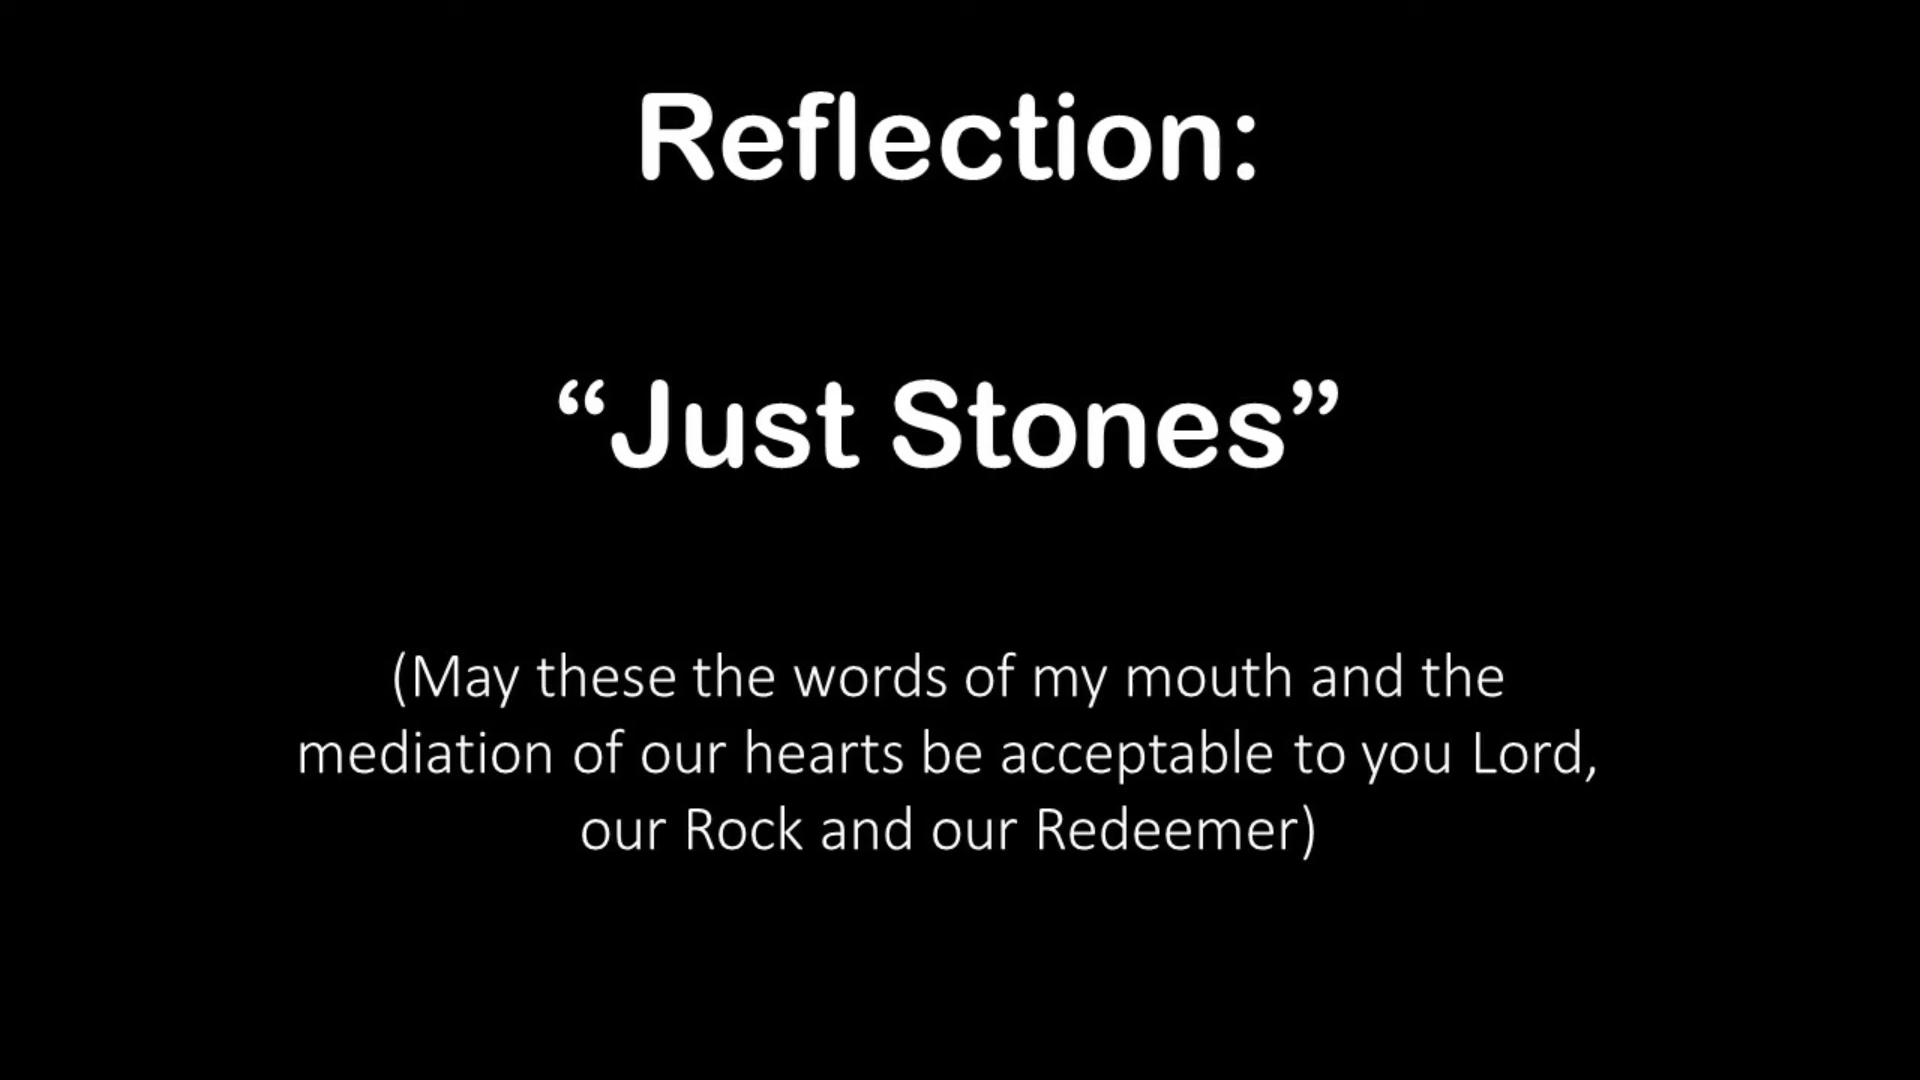 Reflection:
“Just Stones”
(May these the words of my mouth and the
mediation of our hearts be acceptable to you Lord,
our Rock and our Redeemer)